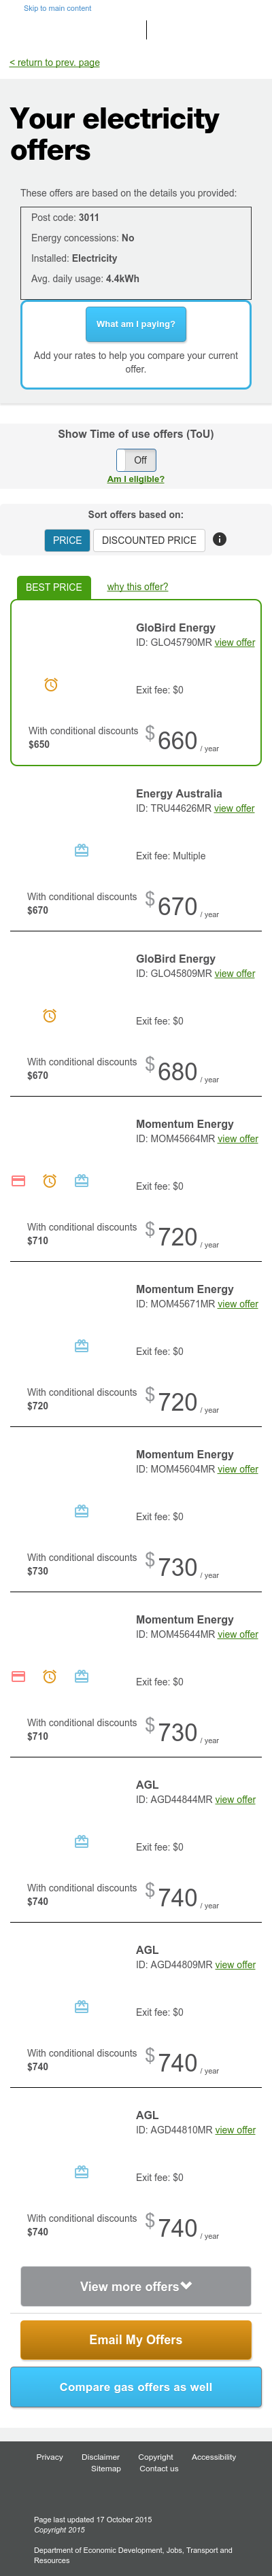 Skip to main content
< return to prev. page
Your electricity
offers
These offers are based on the details you provided:
Post code: 3011
Energy concessions: No
Installed: Electricity
Avg. daily usage: 4.4kWh
What am I paying?
Add your rates to help you compare your current
offer.
Show Time of use offers (ToU)
Off
Am I eligible?
Sort offers based on:
PRICE DISCOUNTED PRICE
BEST PRICE why this offer?
GloBird Energy
ID: GLO45790MR view offer
Exit fee: $0
With conditional discounts
$650
$660 / year
Energy Australia
ID: TRU44626MR view offer
Exit fee: Multiple
With conditional discounts
$670
$670 / year
GloBird Energy
ID: GLO45809MR view offer
Exit fee: $0
With conditional discounts
$670
$680 / year
Momentum Energy
ID: MOM45664MR view offer
Exit fee: $0
With conditional discounts
$710
$720 / year
Momentum Energy
ID: MOM45671MR view offer
Exit fee: $0
With conditional discounts
$720
$720 / year
Momentum Energy
ID: MOM45604MR view offer
Exit fee: $0
With conditional discounts
$730
$730 / year
Momentum Energy
ID: MOM45644MR view offer
Exit fee: $0
With conditional discounts
$710
$730 / year
AGL
ID: AGD44844MR view offer
Exit fee: $0
With conditional discounts
$740
$740 / year
AGL
ID: AGD44809MR view offer
Exit fee: $0
With conditional discounts
$740
$740 / year
AGL
ID: AGD44810MR view offer
Exit fee: $0
With conditional discounts
$740
$740 / year
View more offers
Email My Offers
Compare gas offers as well
Privacy Disclaimer Copyright Accessibility
Sitemap Contact us
Page last updated 17 October 2015
Copyright 2015
Department of Economic Development, Jobs, Transport and
Resources